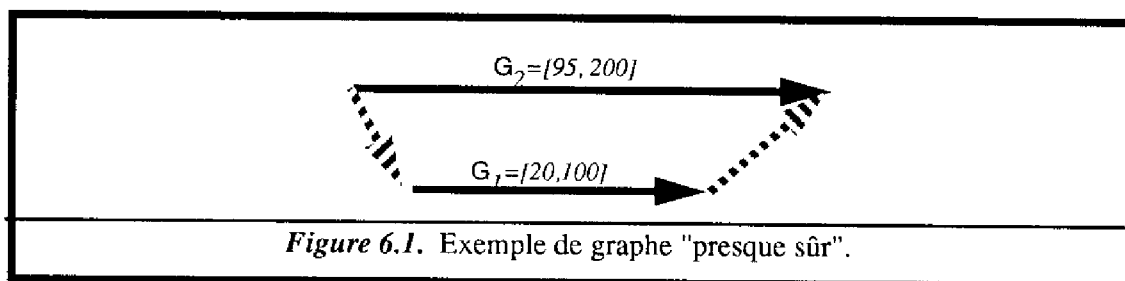 G2=[95, 200]
G1=[20,100]
Figure 6.1. Exemple de graphe "presque sûr".